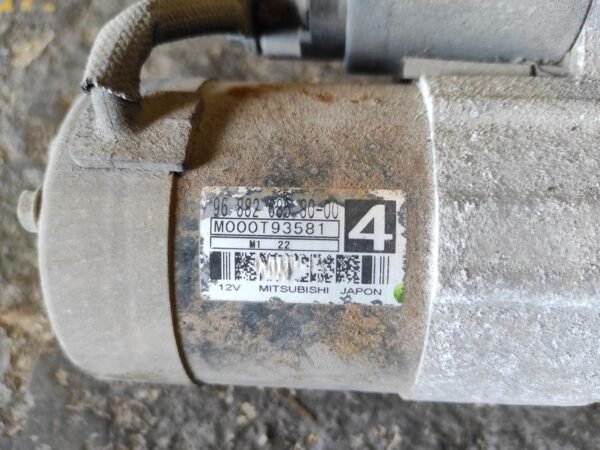 96 882 80-00
M000T93581
4
M1 22
12V MITSUBISHI JAPON